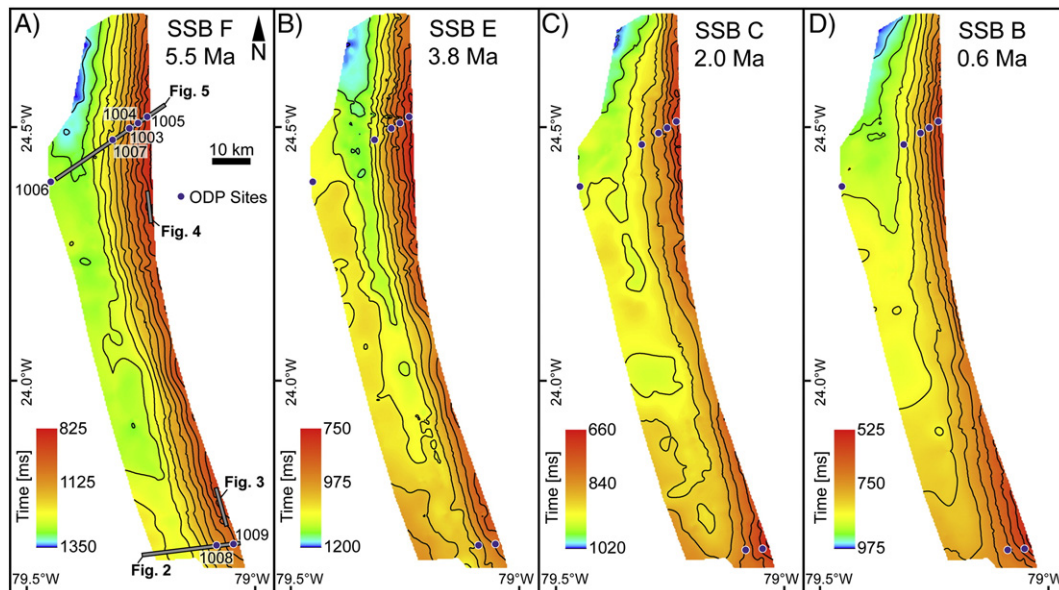 A)
SSB F
5.5 Ma
N
Fig. 5
24.5°W
1004
1005
1003
1007
10 km
1006
ODP Sites
Fig. 4
24.0°W
825
1125
1350
Time [ms]
Fig. 3
1009
1008
Fig. 2
79.5°W
79°W
B)
SSB E
3.8 Ma
24.5°W
24.0°W
750
975
1200
Time [ms]
79.5°W
79°W
C)
SSB C
2.0 Ma
24.5°W
24.0°W
660
840
1020
Time [ms]
79.5°W
79°W
D)
SSB B
0.6 Ma
24.5°W
24.0°W
525
750
975
Time [ms]
79.5°W
79°W